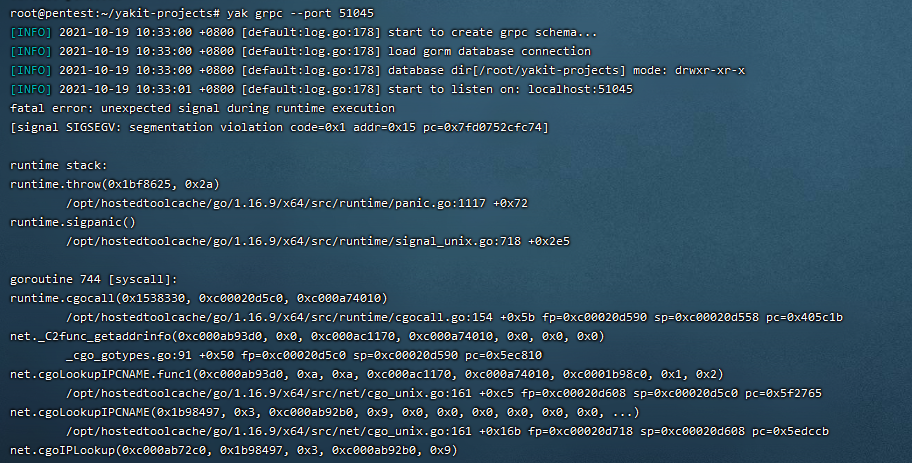 root@pentest:~/yakit-projects# yak grpc --port 51045
[INFO] 2021-10-19 10:33:00 +0800 [default:log.go:178] start to create grpc schema...
[INFO] 2021-10-19 10:33:00 +0800 [default:log.go:178] load gorm database connection
[INFO] 2021-10-19 10:33:00 +0800 [default:log.go:178] database dir[/root/yakit-projects] mode: drwxr-xr-x
[INFO] 2021-10-19 10:33:01 +0800 [default:log.go:178] start to listen on: localhost:51045
fatal error: unexpected signal during runtime execution
[signal SIGSEGV: segmentation violation code=0x1 addr=0x15 pc=0x7fd0752cfc74]
runtime stack:
runtime.throw(0x1bf8625, 0x2a)
/opt/hostedtoolcache/go/1.16.9/x64/src/runtime/panic.go:1117 +0x72
runtime.sigpanic()
/opt/hostedtoolcache/go/1.16.9/x64/src/runtime/signal_unix.go:718 +0x2e5
goroutine 744 [syscall]:
runtime.cgocall(0x1538330, 0xc00020d5c0, 0xc000a74010)
/opt/hostedtoolcache/go/1.16.9/x64/src/runtime/cgocall.go:154 +0x5b fp=0xc00020d590 sp=0xc00020d558 pc=0x405c1b
net._C2func_getaddrinfo(0xc000ab93d0, 0x0, 0xc000ac1170, 0xc000a74010, 0x0, 0x0, 0x0)
_cgo_gotypes.go:91 +0x50 fp=0xc00020d5c0 sp=0xc00020d590 pc=0x5ec810
net.cgoLookupIPCNAME.func1(0xc000ab93d0, 0xa, 0xa, 0xc000ac1170, 0xc000a74010, 0xc0001b98c0, 0x1, 0x2)
/opt/hostedtoolcache/go/1.16.9/x64/src/net/cgo_unix.go:161 +0xc5 fp=0xc00020d608 sp=0xc00020d5c0 pc=0x5f2765
net.cgoLookupIPCNAME(0x1b98497, 0x3, 0xc000ab92b0, 0x9, 0x0, 0x0, 0x0, 0x0, 0x0, 0x0, ...)
/opt/hostedtoolcache/go/1.16.9/x64/src/net/cgo_unix.go:161 +0x16b fp=0xc00020d718 sp=0xc00020d608 pc=0x5edccb
net.cgoIPLookup(0xc000ab72c0, 0x1b98497, 0x3, 0xc000ab92b0, 0x9)